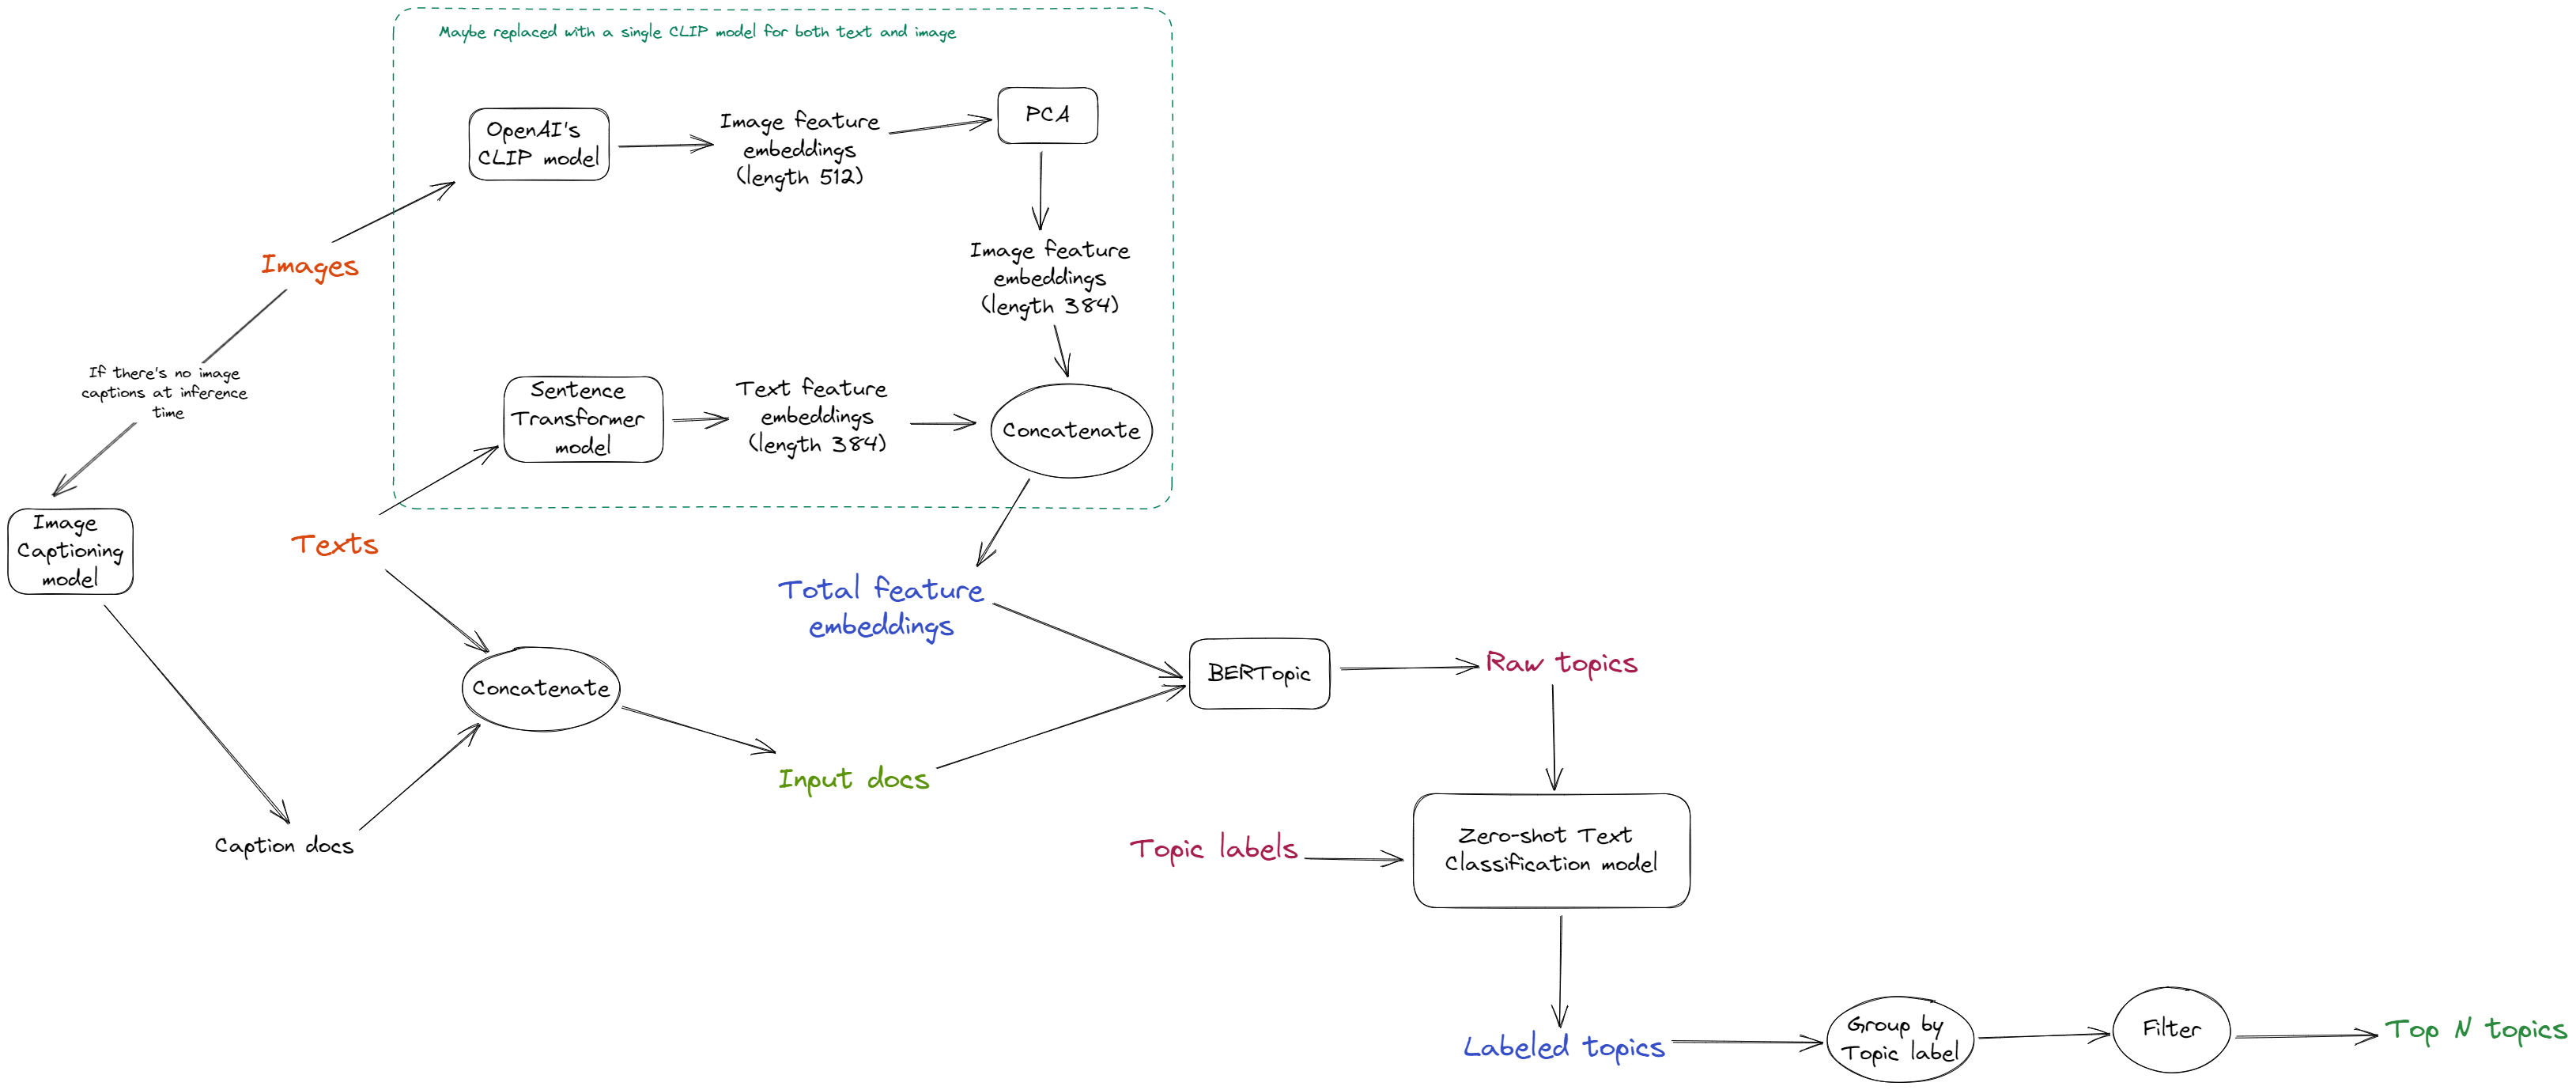 Maybe replaced with a single CLIP model for both text and image
OpenAI's
CLIP model
Image feature
embeddings
(length 512)
PCA
Images
Image feature
embeddings
(length 384)
If there's no image
captions at inference
time
Sentence
Transformer
model
Text feature
embeddings
(length 384)
Concatenate
Image
Captioning
model
Texts
Total feature
embeddings
Concatenate
BERTopic
Raw topics
Input docs
Caption docs
Topic labels
Zero-shot Text
Classification model
Labeled topics
Group by
Topic label
Filter
Top N topics